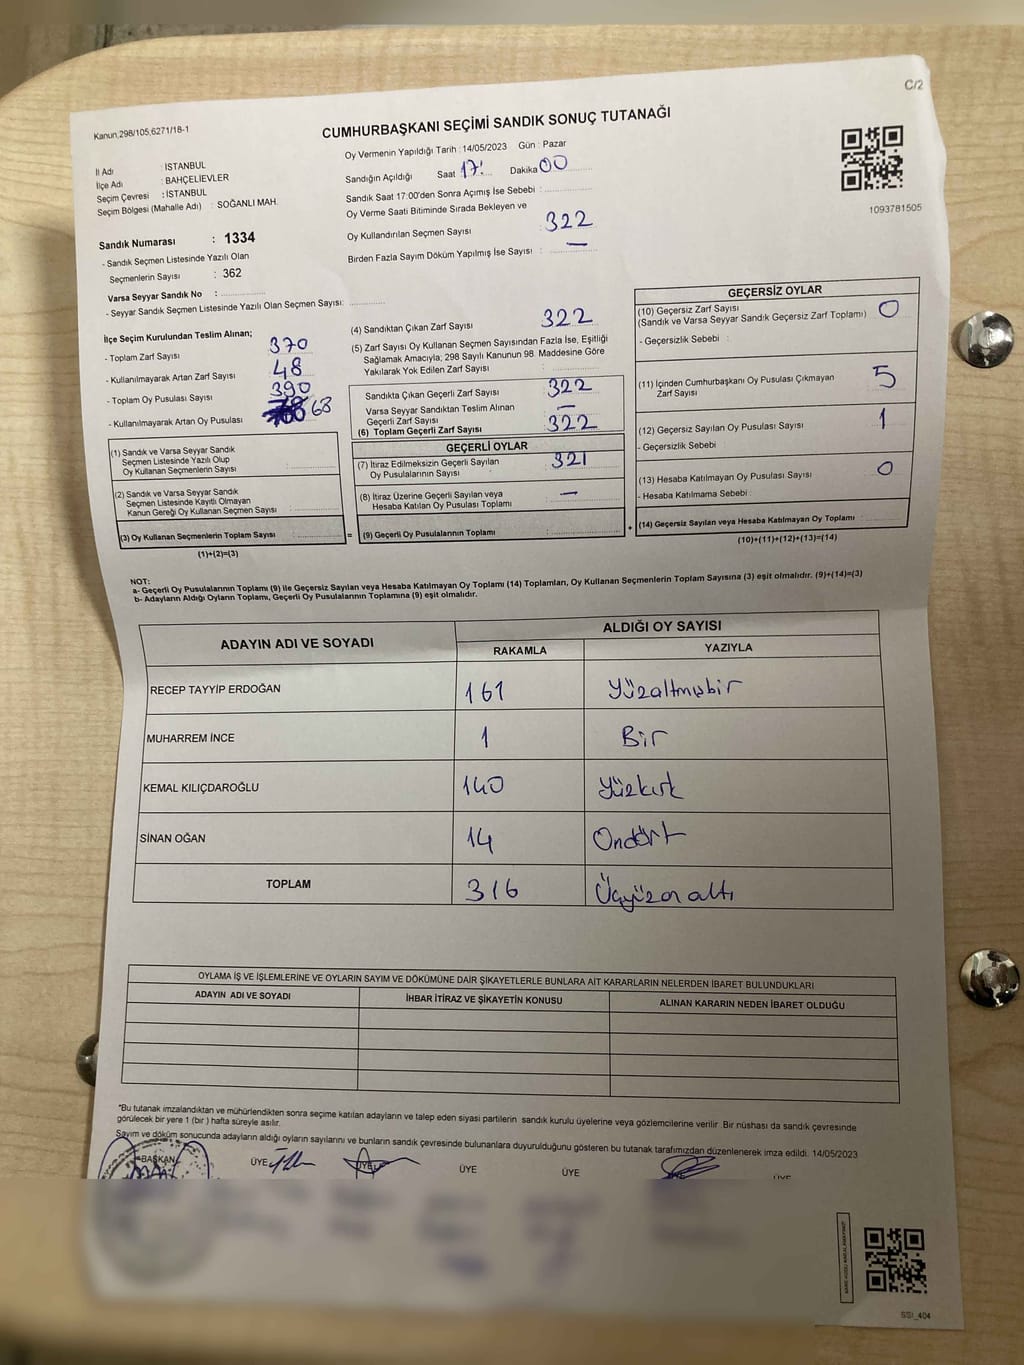 C/2
Kanun,298/105;6271/18-1
CUMHURBAŞKANI SEÇİMİ SANDIK SONUÇ TUTANAĞI
İl Adı : İSTANBUL
İlçe Adı : BAHÇELİEVLER
Seçim Çevresi : İSTANBUL
Seçim Bölgesi (Mahalle Adı) : SOĞANLI MAH.
Oy Vermenin Yapıldığı Tarih : 14/05/2023 Gün : Pazar
Sandığın Açıldığı Saat 17: Dakika 00
Sandık Saat 17:00'den Sonra Açımış İse Sebebi :
Oy Verme Saati Bitiminde Sırada Bekleyen ve
Oy Kullandırılan Seçmen Sayısı 322
Birden Fazla Sayım Döküm Yapılmış İse Sayısı : —
1093781505
Sandık Numarası : 1334
- Sandık Seçmen Listesinde Yazılı Olan
Seçmenlerin Sayısı : 362
Varsa Seyyar Sandık No :
- Seyyar Sandık Seçmen Listesinde Yazılı Olan Seçmen Sayısı:
İlçe Seçim Kurulundan Teslim Alınan;
- Toplam Zarf Sayısı 370
- Kullanılmayarak Artan Zarf Sayısı 48
- Toplam Oy Pusulası Sayısı 390
- Kullanılmayarak Artan Oy Pusulası 68
(1) Sandık ve Varsa Seyyar Sandık
Seçmen Listesinde Yazılı Olup
Oy Kullanan Seçmenlerin Sayısı :
(2) Sandık ve Varsa Seyyar Sandık
Seçmen Listesinde Kayıtlı Olmayan
Kanun Gereği Oy Kullanan Seçmen Sayısı :
(3) Oy Kullanan Seçmenlerin Toplam Sayısı :
(1)+(2)=(3)
(4) Sandıktan Çıkan Zarf Sayısı 322
(5) Zarf Sayısı Oy Kullanan Seçmen Sayısından Fazla İse, Eşitliği
Sağlamak Amacıyla; 298 Sayılı Kanunun 98 Maddesine Göre
Yakılarak Yok Edilen Zarf Sayısı :
Sandıkta Çıkan Geçerli Zarf Sayısı 322
Varsa Seyyar Sandıktan Teslim Alınan
Geçerli Zarf Sayısı —
(6) Toplam Geçerli Zarf Sayısı 322
GEÇERLİ OYLAR
(7) İtiraz Edilmeksizin Geçerli Sayılan
Oy Pusulalarının Sayısı : 321
(8) İtiraz Üzerine Geçerli Sayılan veya
Hesaba Katılan Oy Pusulası Toplamı —
= (9) Geçerli Oy Pusulalarının Toplamı
GEÇERSİZ OYLAR
(10) Geçersiz Zarf Sayısı
(Sandık ve Varsa Seyyar Sandık Geçersiz Zarf Toplamı) 0
- Geçersizlik Sebebi :
(11) İçinden Cumhurbaşkanı Oy Pusulası Çıkmayan
Zarf Sayısı 5
(12) Geçersiz Sayılan Oy Pusulası Sayısı 1
- Geçersizlik Sebebi
(13) Hesaba Katılmayan Oy Pusulası Sayısı 0
- Hesaba Katılmama Sebebi :
+ (14) Geçersiz Sayılan veya Hesaba Katılmayan Oy Toplamı
(10)+(11)+(12)+(13)=(14)
NOT:
a- Geçerli Oy Pusulalarının Toplamı (9) ile Geçersiz Sayılan veya Hesaba Katılmayan Oy Toplamı (14) Toplamları, Oy Kullanan Seçmenlerin Toplam Sayısına (3) eşit olmalıdır. (9)+(14)=(3)
b- Adayların Aldığı Oyların Toplamı, Geçerli Oy Pusulalarının Toplamına (9) eşit olmalıdır.
ADAYIN ADI VE SOYADI
ALDIĞI OY SAYISI
RAKAMLA YAZIYLA
RECEP TAYYİP ERDOĞAN 161 Yüzaltmışbir
MUHARREM İNCE 1 Bir
KEMAL KILIÇDAROĞLU 140 Yüzkırk
SİNAN OĞAN 14 Ondört
TOPLAM 316 Üçyüzon altı
OYLAMA İŞ VE İŞLEMLERİNE VE OYLARIN SAYIM VE DÖKÜMÜNE DAİR ŞİKAYETLERLE BUNLARA AİT KARARLARIN NELERDEN İBARET BULUNDUKLARI
ADAYIN ADI VE SOYADI İHBAR İTİRAZ VE ŞİKAYETİN KONUSU ALINAN KARARIN NEDEN İBARET OLDUĞU
*Bu tutanak imzalandıktan ve mühürlendikten sonra seçime katılan adayların ve talep eden siyasi partilerin sandık kurulu üyelerine veya gözlemcilerine verilir. Bir nüshası da sandık çevresinde
görülecek bir yere 1 (bir ) hafta süreyle asılır.
Sayım ve döküm sonucunda adayların aldığı oyların sayılarını ve bunların sandık çevresinde bulunanlara duyurulduğunu gösteren bu tutanak tarafımızdan düzenlenerek imza edildi. 14/05/2023
BAŞKAN ÜYE ÜYE ÜYE ÜYE ÜYE ÜYE
SSI_404